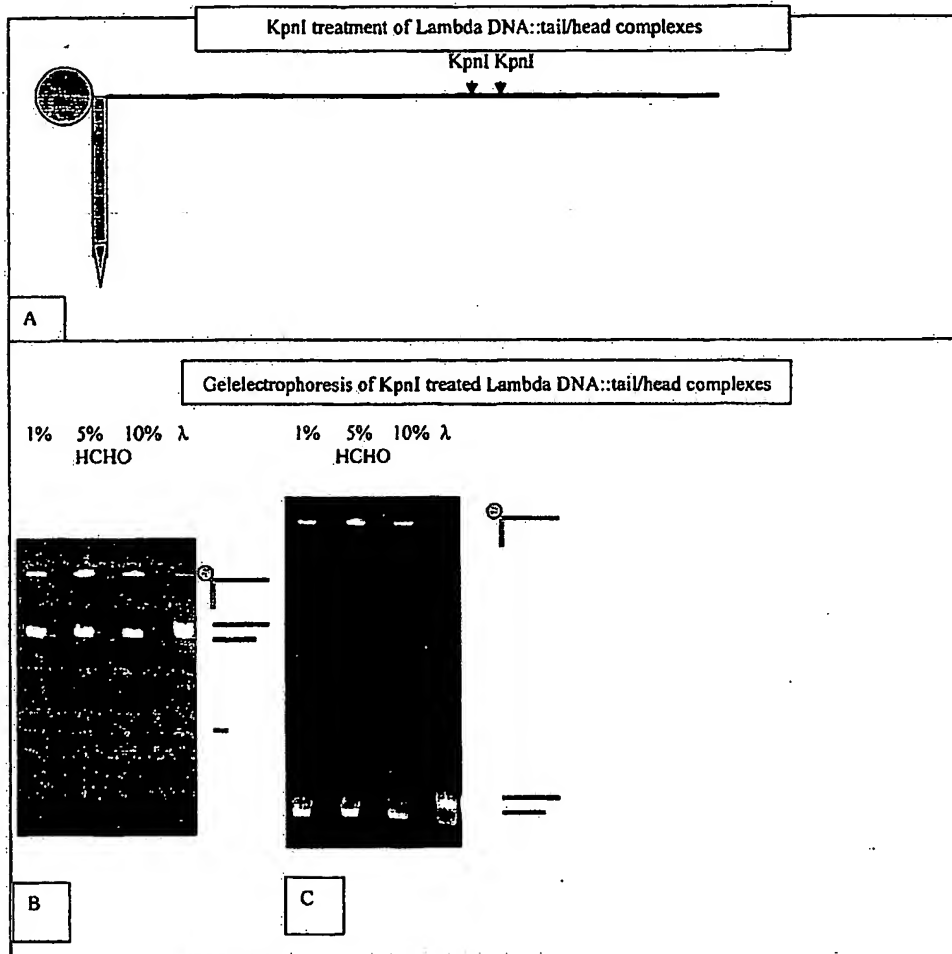 KpnI treatment of Lambda DNA::tail/head complexes
KpnI KpnI
A
Gelelectrophoresis of KpnI treated Lambda DNA::tail/head complexes
1% 5% 10% λ
HCHO
1% 5% 10% λ
HCHO
B
C